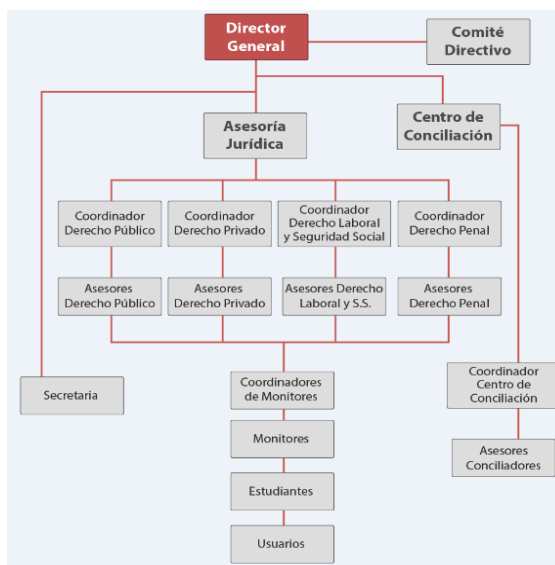 Director
General
Comité
Directivo
Asesoría
Jurídica
Centro de
Conciliación
Coordinador
Derecho Público
Coordinador
Derecho Privado
Coordinador
Derecho Laboral
y Seguridad Social
Coordinador
Derecho Penal
Asesores
Derecho Público
Asesores
Derecho Privado
Asesores Derecho
Laboral y S.S.
Asesores
Derecho Penal
Secretaria
Coordinadores
de Monitores
Coordinador
Centro de
Conciliación
Monitores
Asesores
Conciliadores
Estudiantes
Usuarios